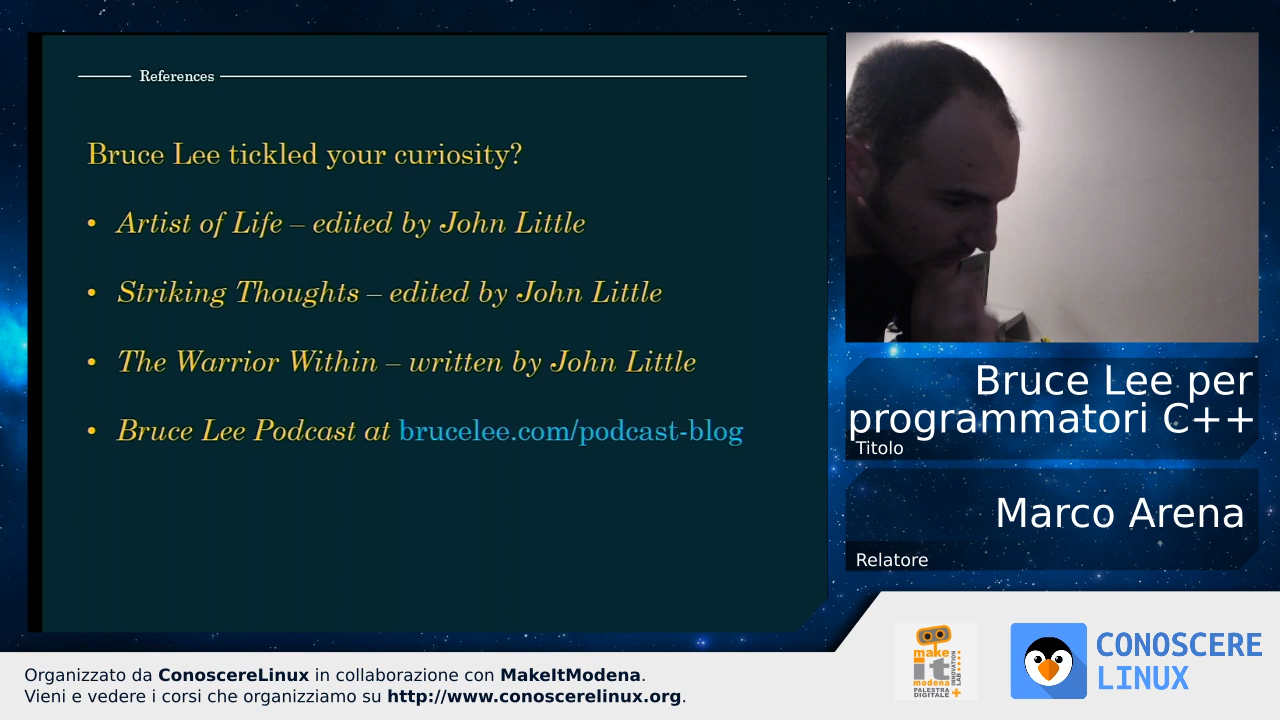 References
Bruce Lee tickled your curiosity?
• Artist of Life – edited by John Little
• Striking Thoughts – edited by John Little
• The Warrior Within – written by John Little
• Bruce Lee Podcast at brucelee.com/podcast-blog
Bruce Lee per
programmatori C++
Titolo
Marco Arena
Relatore
make
it
modena
PALESTRA
DIGITALE
INNOVATION
LAB
CONOSCERE
LINUX
Organizzato da ConoscereLinux in collaborazione con MakeItModena.
Vieni e vedere i corsi che organizziamo su http://www.conoscerelinux.org.